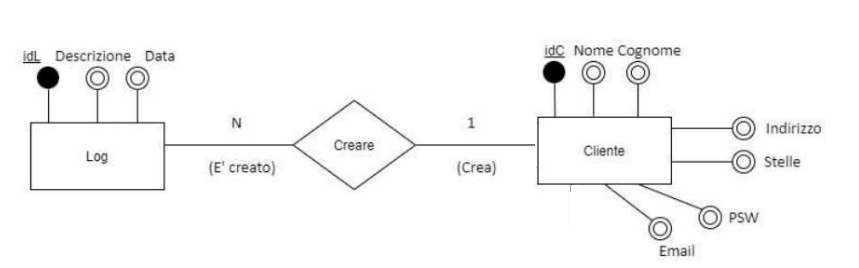 idL Descrizione Data
idC Nome Cognome
N
1
Log
Creare
Cliente
(E' creato)
(Crea)
Indirizzo
Stelle
PSW
Email